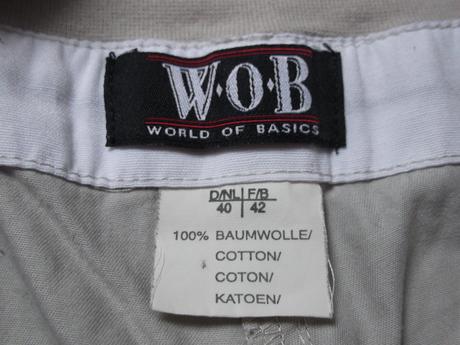 W·O·B
WORLD OF BASICS
D/NL | F/B
40 | 42
100% BAUMWOLLE/
COTTON/
COTON/
KATOEN/